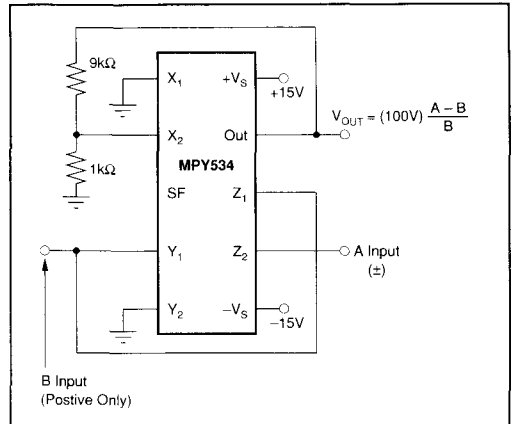 9kΩ
1kΩ
X1
+VS
+15V
VOUT = (100V) A – B / B
X2
Out
MPY534
SF
Z1
Y1
Z2
A Input
(±)
Y2
–VS
–15V
B Input
(Postive Only)